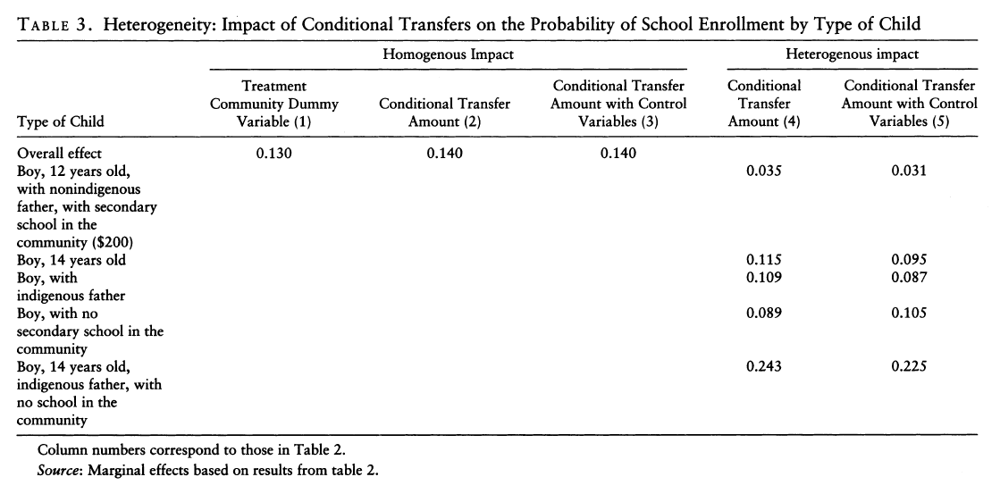 TABLE 3. Heterogeneity: Impact of Conditional Transfers on the Probability of School Enrollment by Type of Child
Homogenous Impact Heterogenous impact
Treatment Conditional Transfer Conditional Conditional Transfer
Community Dummy Conditional Transfer Amount with Control Transfer Amount with Control
Type of Child Variable (1) Amount (2) Variables (3) Amount (4) Variables (5)
Overall effect 0.130 0.140 0.140
Boy, 12 years old, 0.035 0.031
with nonindigenous
father, with secondary
school in the
community ($200)
Boy, 14 years old 0.115 0.095
Boy, with 0.109 0.087
indigenous father
Boy, with no 0.089 0.105
secondary school in the
community
Boy, 14 years old, 0.243 0.225
indigenous father, with
no school in the
community
Column numbers correspond to those in Table 2.
Source: Marginal effects based on results from table 2.